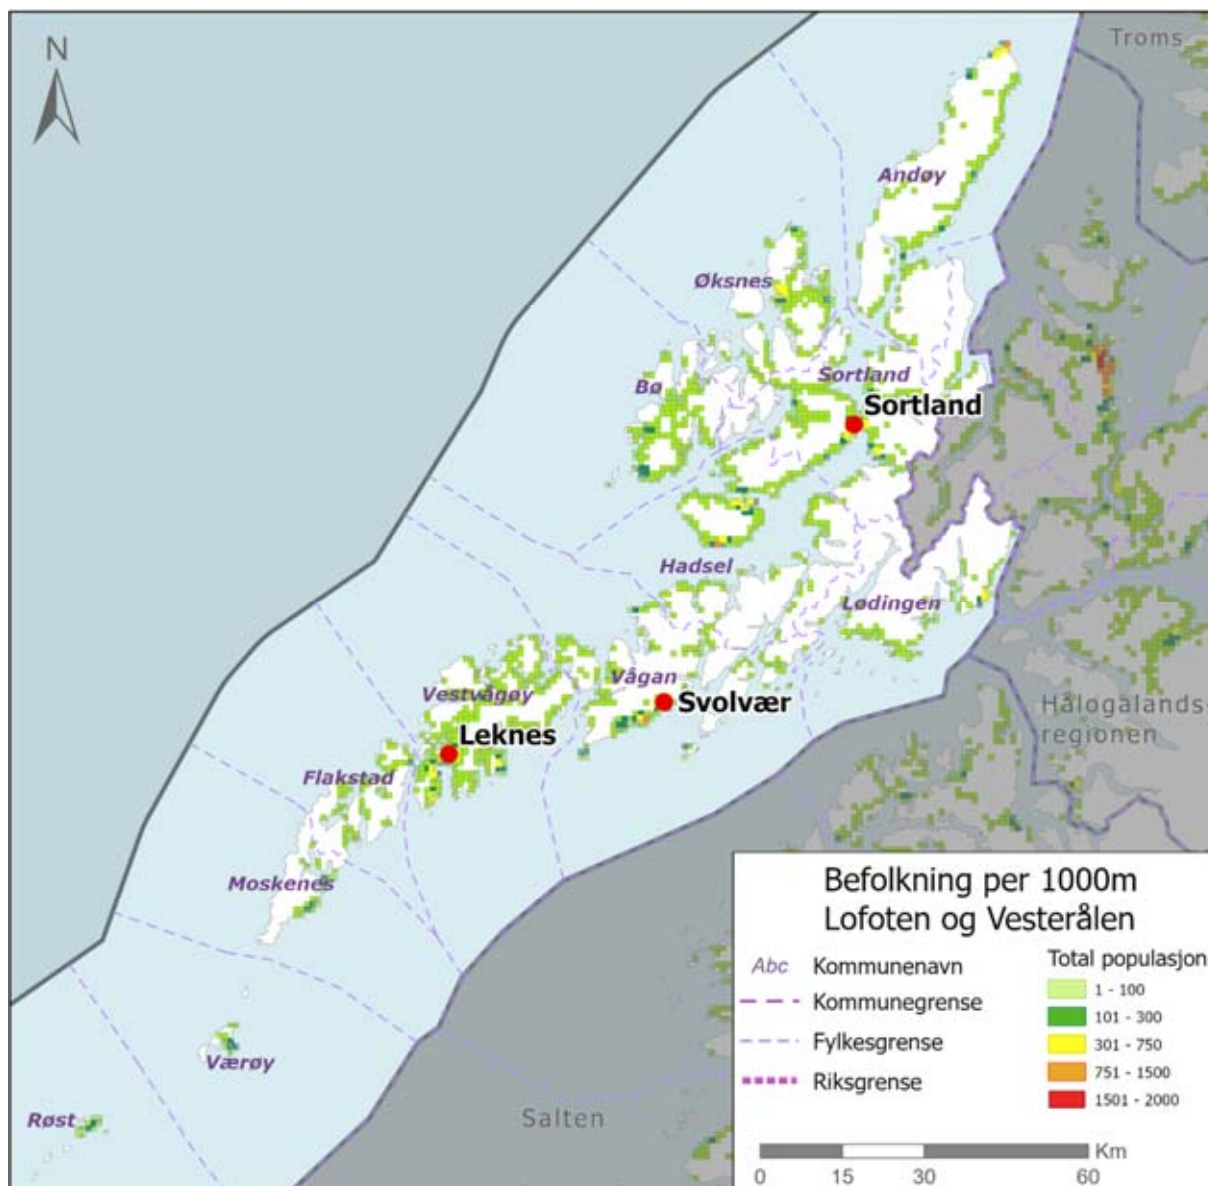 N
Troms
Andøy
Øksnes
Bø
Sortland
Sortland
Hadsel
Lødingen
Vågan
Svolvær
Vestvågøy
Leknes
Flakstad
Hålogalands-
regionen
Moskenes
Værøy
Røst
Salten
Befolkning per 1000m
Lofoten og Vesterålen
Abc Kommunenavn
Kommunegrense
Fylkesgrense
Riksgrense
Total populasjon
1 - 100
101 - 300
301 - 750
751 - 1500
1501 - 2000
Km
0 15 30 60